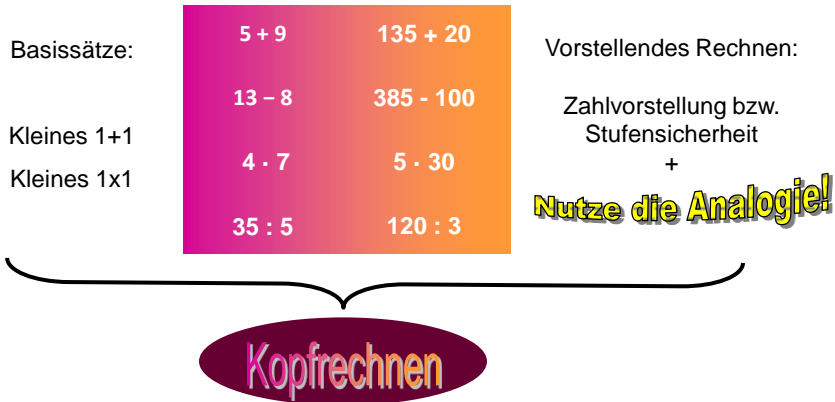 Basissätze:
Kleines 1+1
Kleines 1x1
5 + 9 135 + 20
13 – 8 385 - 100
4 · 7 5 · 30
35 : 5 120 : 3
Vorstellendes Rechnen:
Zahlvorstellung bzw.
Stufensicherheit
+
Nutze die Analogie!
Kopfrechnen